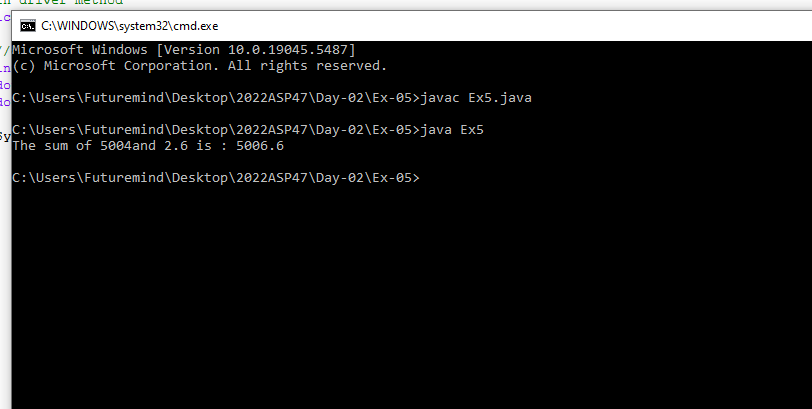 in driver method
C:\WINDOWS\system32\cmd.exe
Microsoft Windows [Version 10.0.19045.5487]
(c) Microsoft Corporation. All rights reserved.
C:\Users\Futuremind\Desktop\2022ASP47\Day-02\Ex-05>javac Ex5.java
C:\Users\Futuremind\Desktop\2022ASP47\Day-02\Ex-05>java Ex5
The sum of 5004and 2.6 is : 5006.6
C:\Users\Futuremind\Desktop\2022ASP47\Day-02\Ex-05>